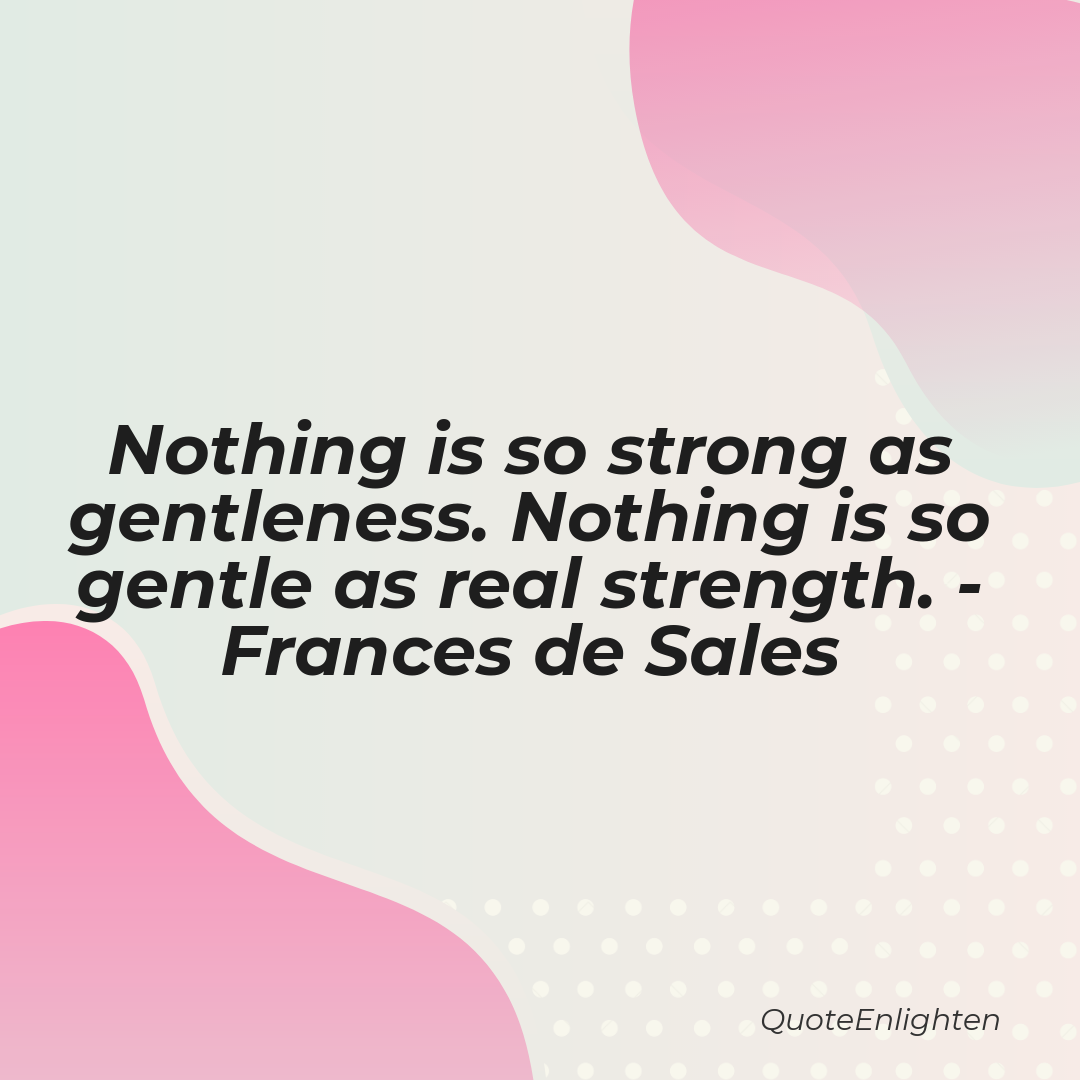 Nothing is so strong as
gentleness. Nothing is so
gentle as real strength. -
Frances de Sales
QuoteEnlighten